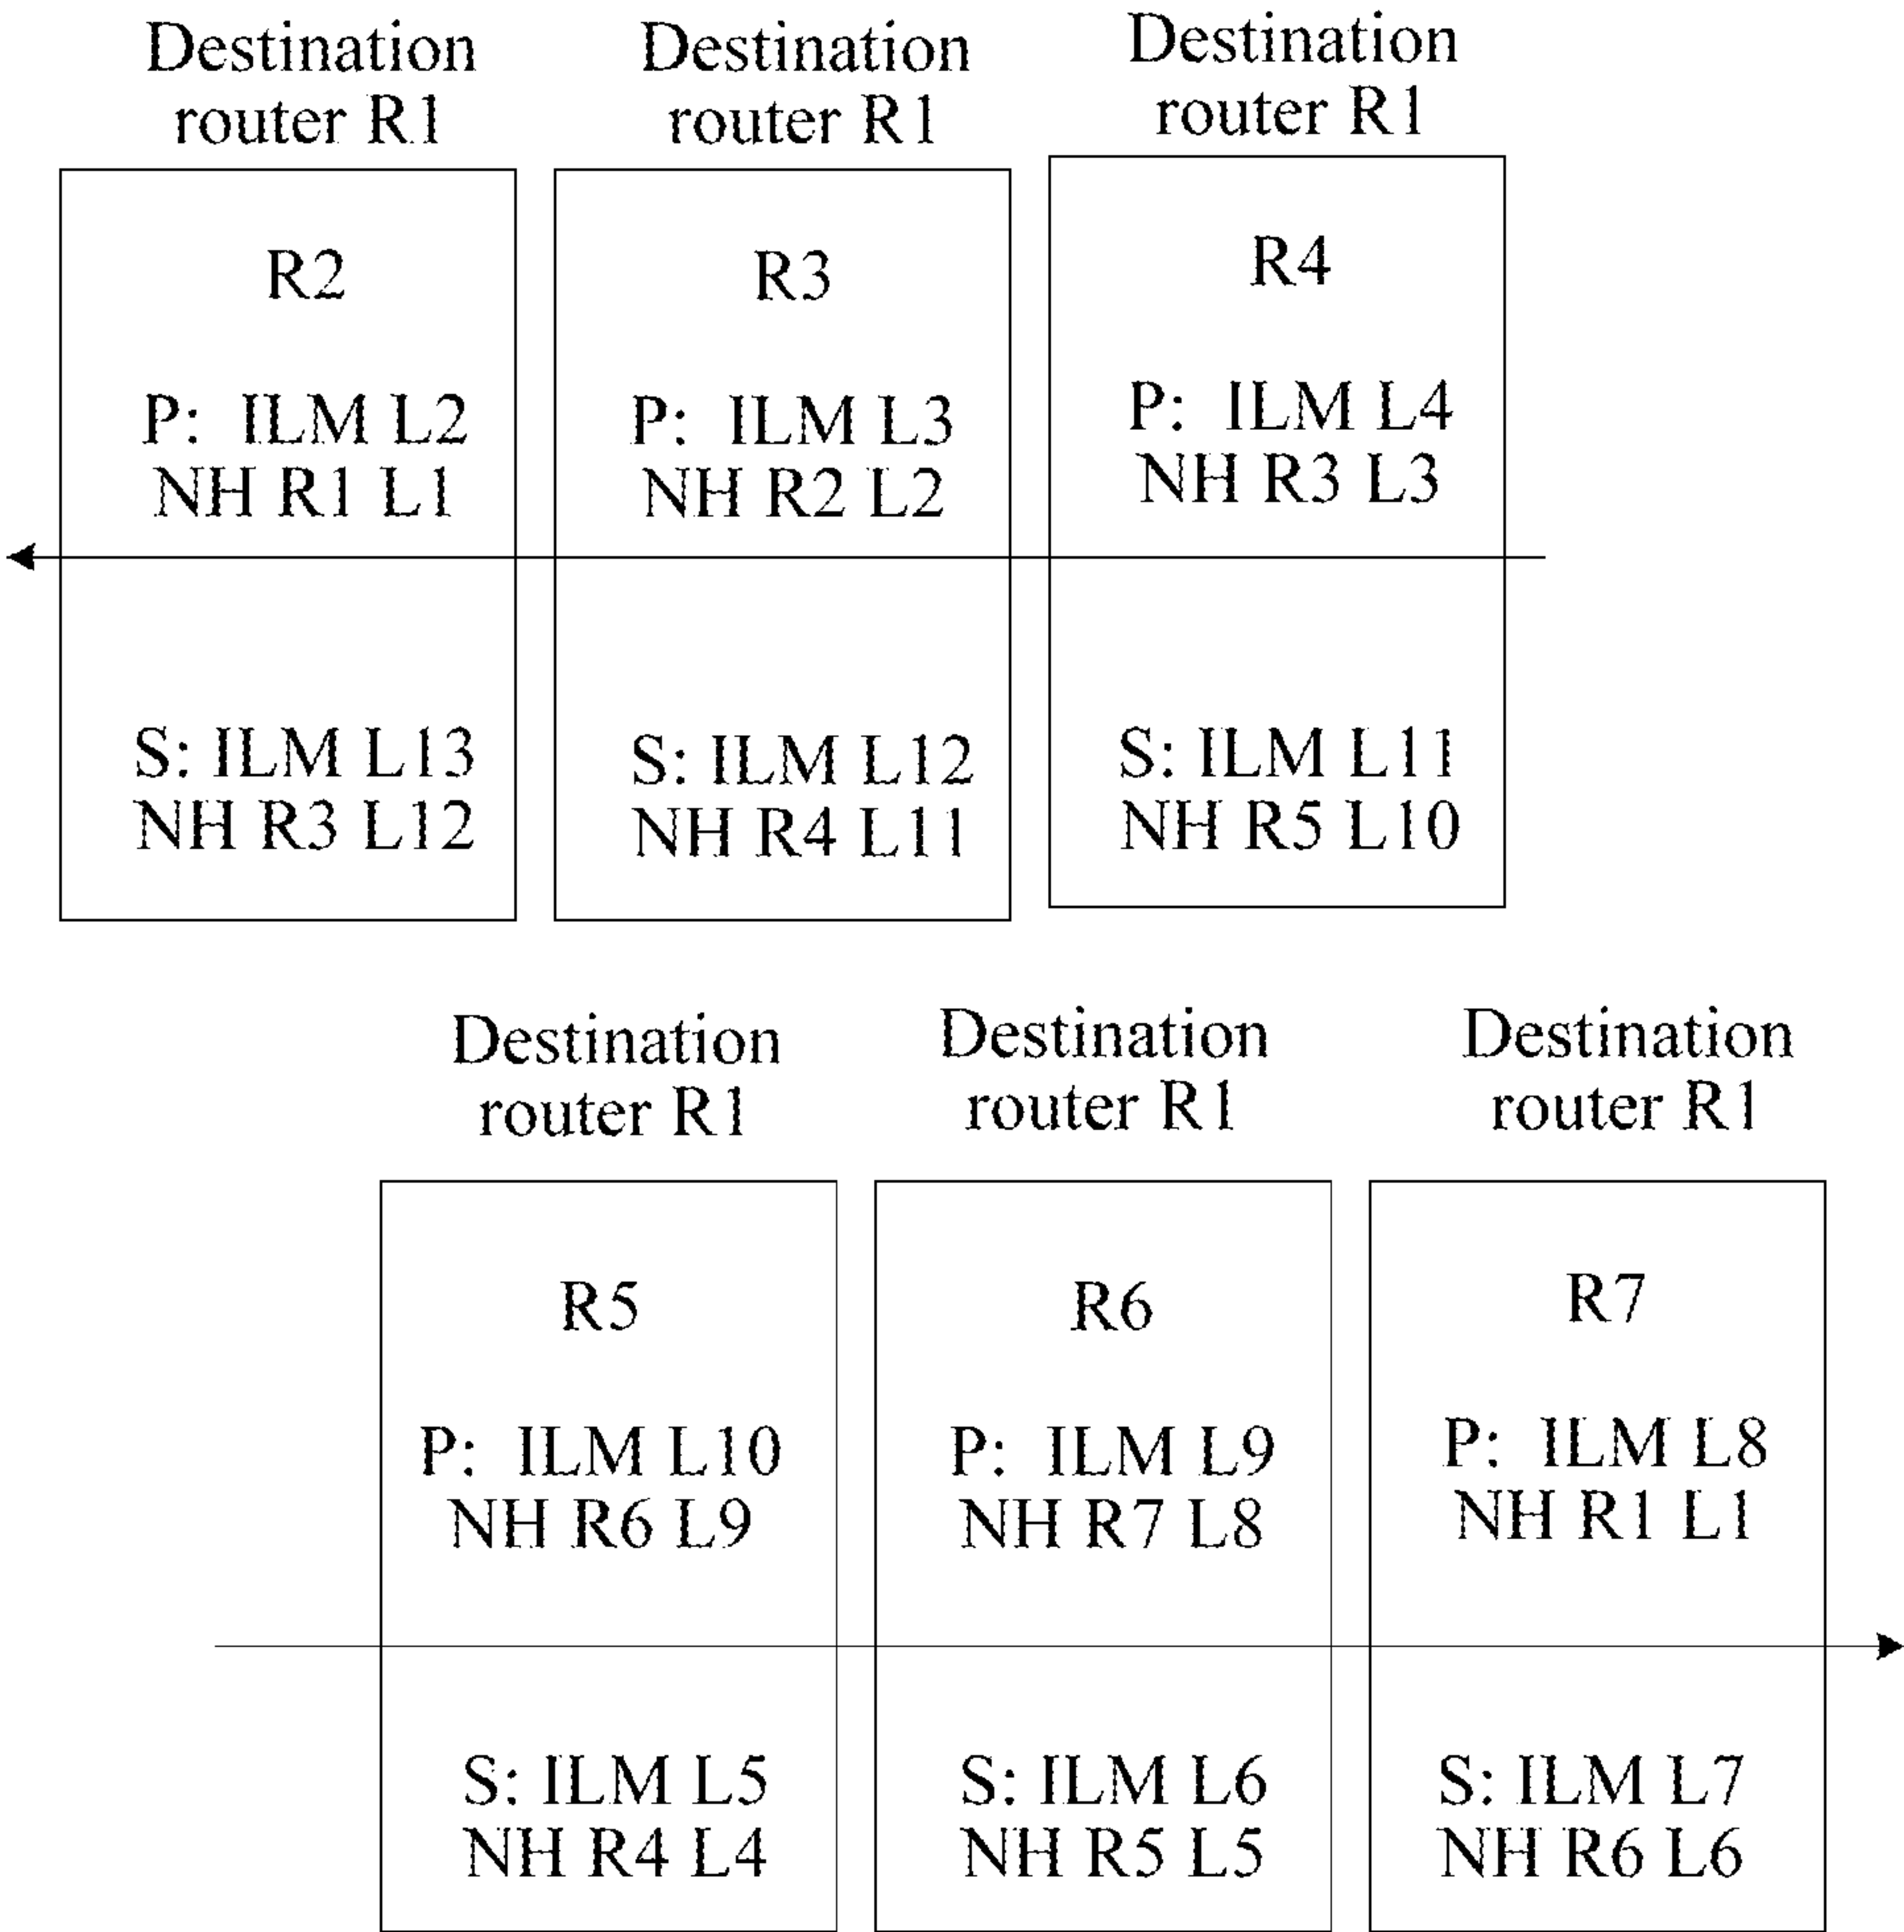 Destination
router R1
Destination
router R1
Destination
router R1
R2
P: ILM L2
NH R1 L1
S: ILM L13
NH R3 L12
R3
P: ILM L3
NH R2 L2
S: ILM L12
NH R4 L11
R4
P: ILM L4
NH R3 L3
S: ILM L11
NH R5 L10
Destination
router R1
Destination
router R1
Destination
router R1
R5
P: ILM L10
NH R6 L9
S: ILM L5
NH R4 L4
R6
P: ILM L9
NH R7 L8
S: ILM L6
NH R5 L5
R7
P: ILM L8
NH R1 L1
S: ILM L7
NH R6 L6